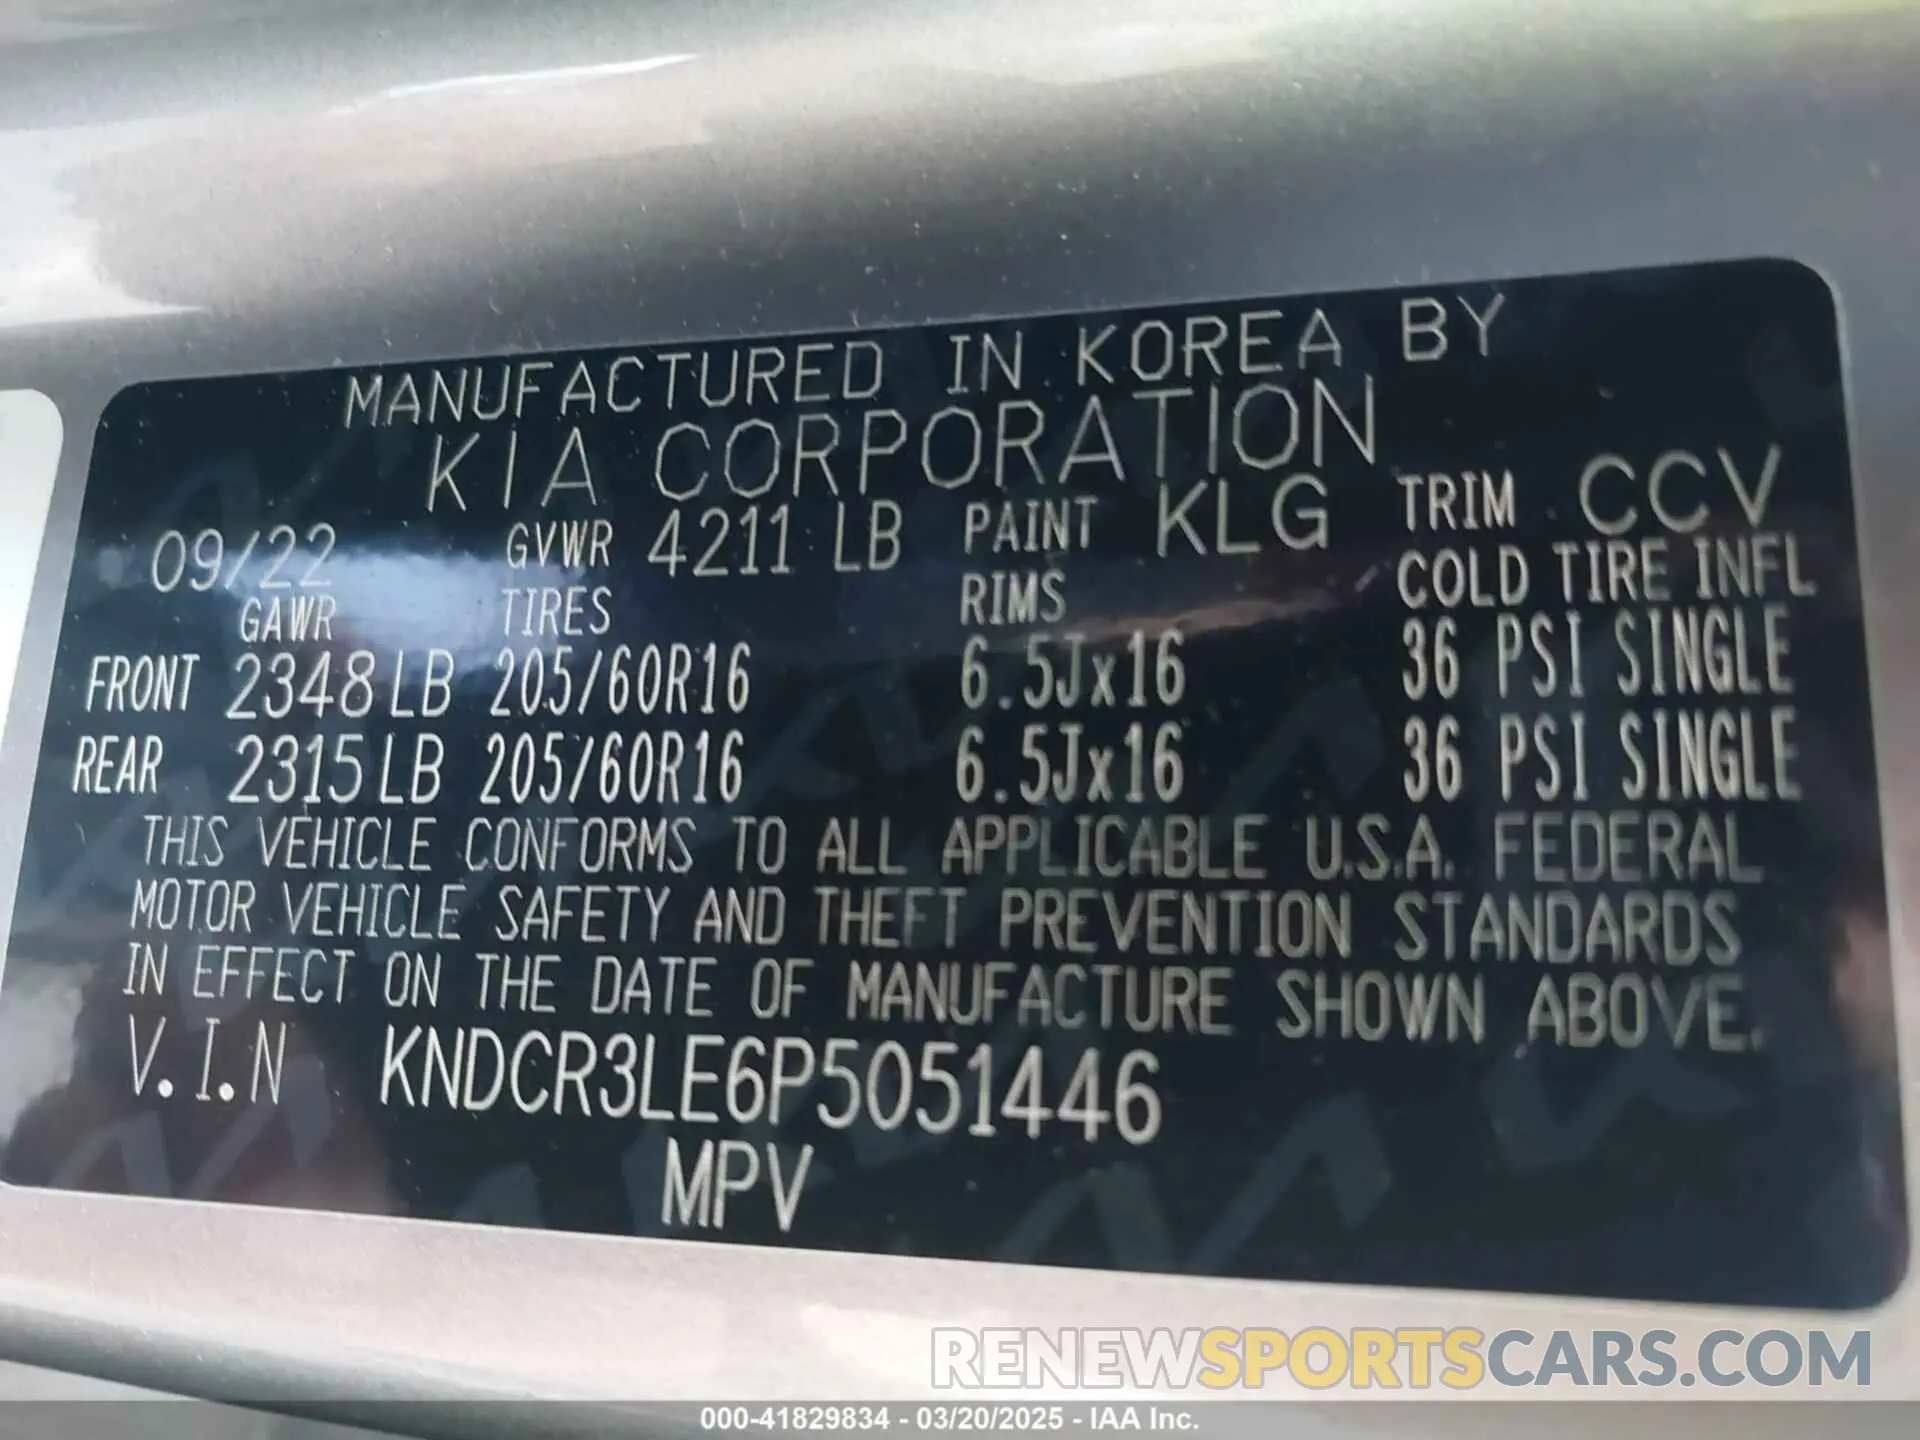 MANUFACTURED IN KOREA BY
KIA CORPORATION
09/22 GVWR 4211 LB PAINT KLG TRIM CCV
GAWR TIRES RIMS COLD TIRE INFL
FRONT 2348 LB 205/60R16 6.5Jx16 36 PSI SINGLE
REAR 2315 LB 205/60R16 6.5Jx16 36 PSI SINGLE
THIS VEHICLE CONFORMS TO ALL APPLICABLE U.S.A. FEDERAL
MOTOR VEHICLE SAFETY AND THEFT PREVENTION STANDARDS
IN EFFECT ON THE DATE OF MANUFACTURE SHOWN ABOVE.
V.I.N KNDCR3LE6P5051446
MPV
RENEWSPORTSCARS.COM
000-41829834 - 03/20/2025 - IAA Inc.